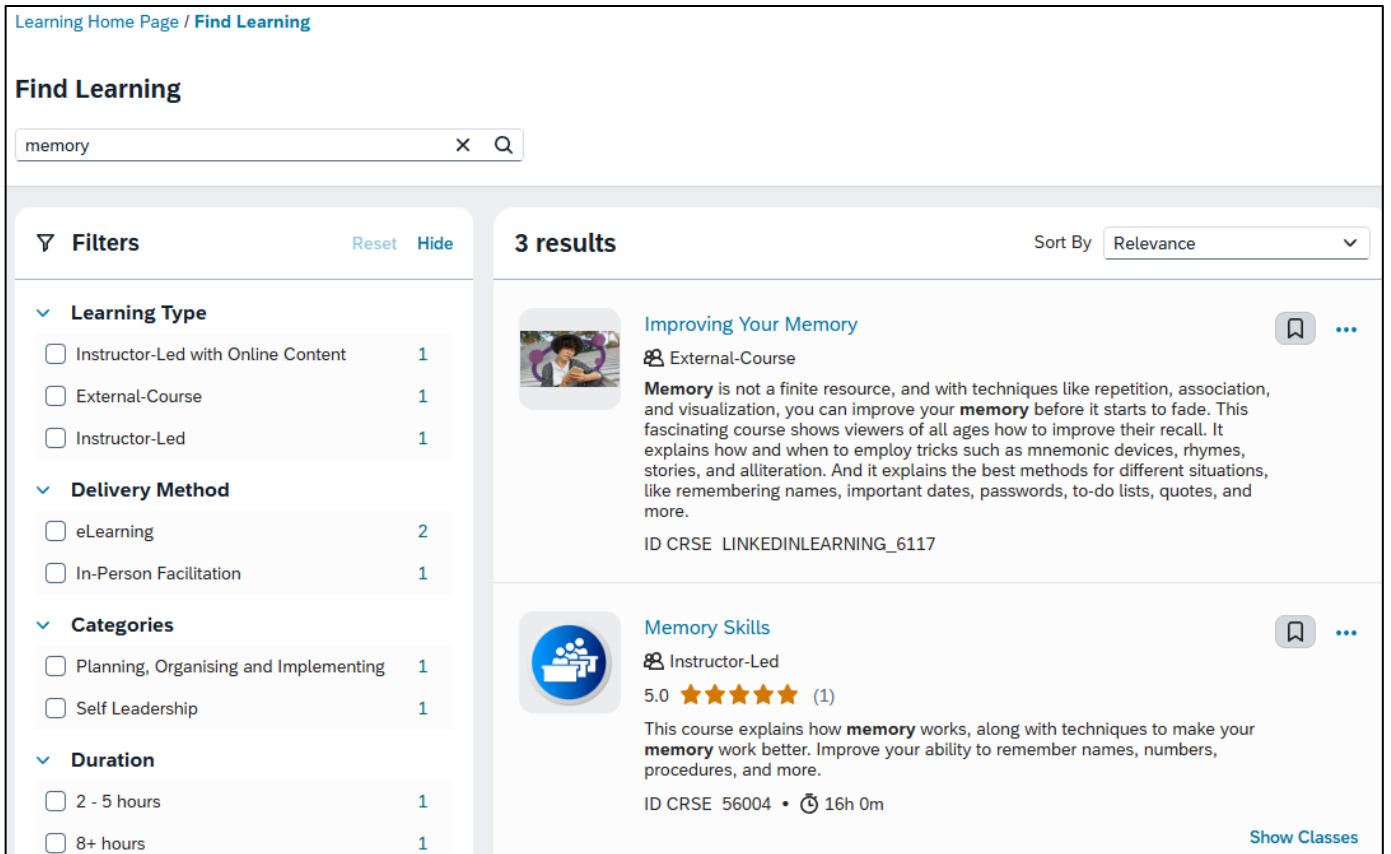 Learning Home Page / Find Learning
Find Learning
memory
Filters
Reset
Hide
Learning Type
Instructor-Led with Online Content 1
External-Course 1
Instructor-Led 1
Delivery Method
eLearning 2
In-Person Facilitation 1
Categories
Planning, Organising and Implementing 1
Self Leadership 1
Duration
2 - 5 hours 1
8+ hours 1
3 results
Sort By Relevance
Improving Your Memory
External-Course
Memory is not a finite resource, and with techniques like repetition, association,
and visualization, you can improve your memory before it starts to fade. This
fascinating course shows viewers of all ages how to improve their recall. It
explains how and when to employ tricks such as mnemonic devices, rhymes,
stories, and alliteration. And it explains the best methods for different situations,
like remembering names, important dates, passwords, to-do lists, quotes, and
more.
ID CRSE LINKEDINLEARNING_6117
Memory Skills
Instructor-Led
5.0 (1)
This course explains how memory works, along with techniques to make your
memory work better. Improve your ability to remember names, numbers,
procedures, and more.
ID CRSE 56004 • 16h 0m
Show Classes